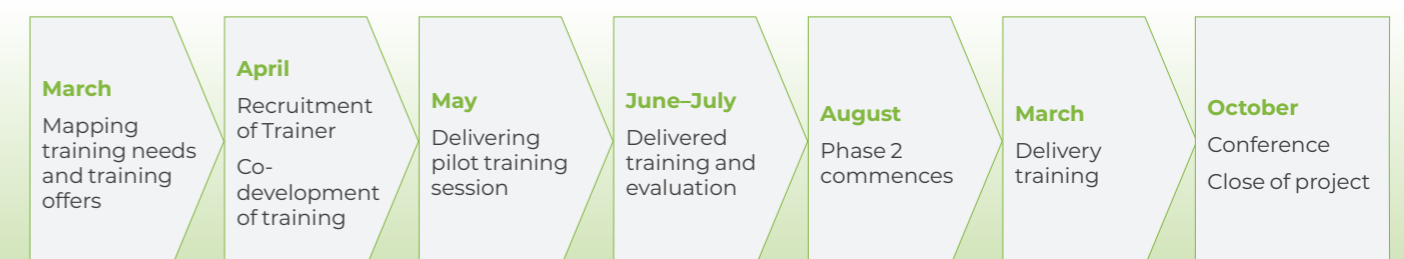 March
Mapping
training needs
and training
offers
April
Recruitment
of Trainer
Co-
development
of training
May
Delivering
pilot training
session
June–July
Delivered
training and
evaluation
August
Phase 2
commences
March
Delivery
training
October
Conference
Close of project